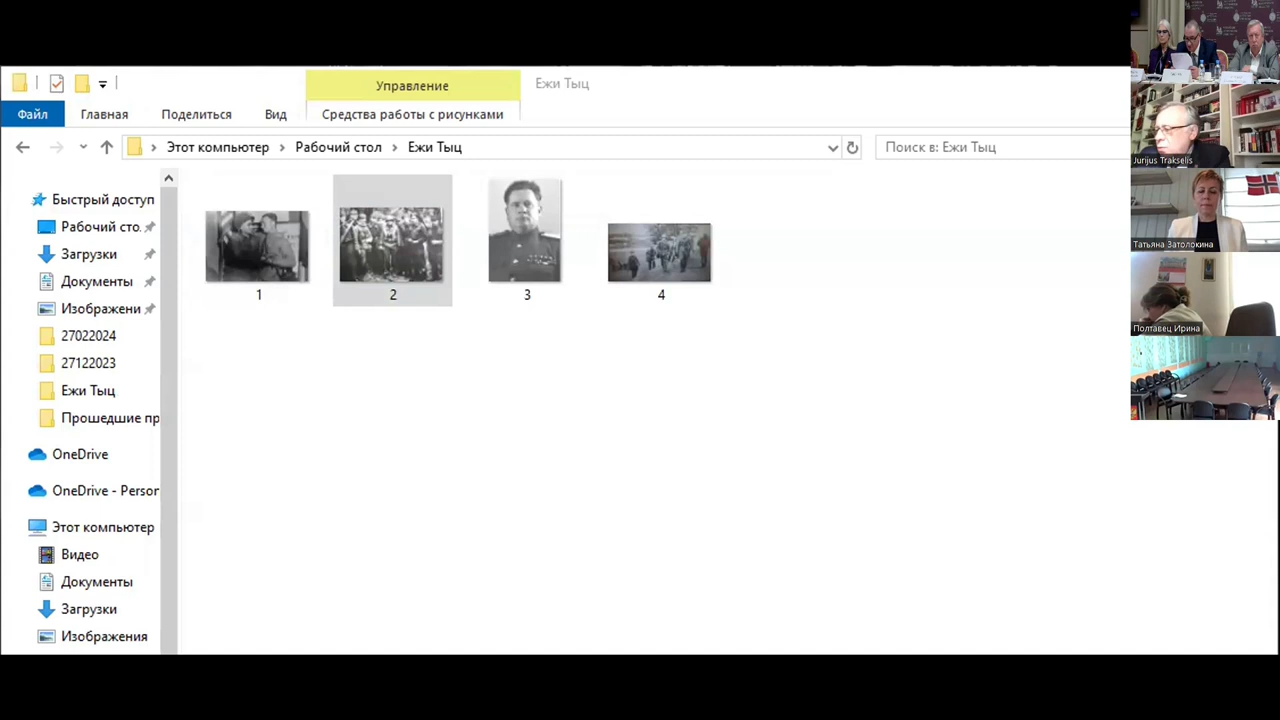 Управление
Ежи Тыц
Файл
Главная
Поделиться
Вид
Средства работы с рисунками
Этот компьютер
Рабочий стол
Ежи Тыц
Поиск в: Ежи Тыц
Быстрый доступ
Рабочий сто.
Загрузки
Документы
Изображени
27022024
27122023
Ежи Тыц
Прошедшие пр
OneDrive
OneDrive - Person
Этот компьютер
Видео
Документы
Загрузки
Изображения
1
2
3
4
Jurijus Trakselis
Татьяна Затолокина
Полтавец Ирина